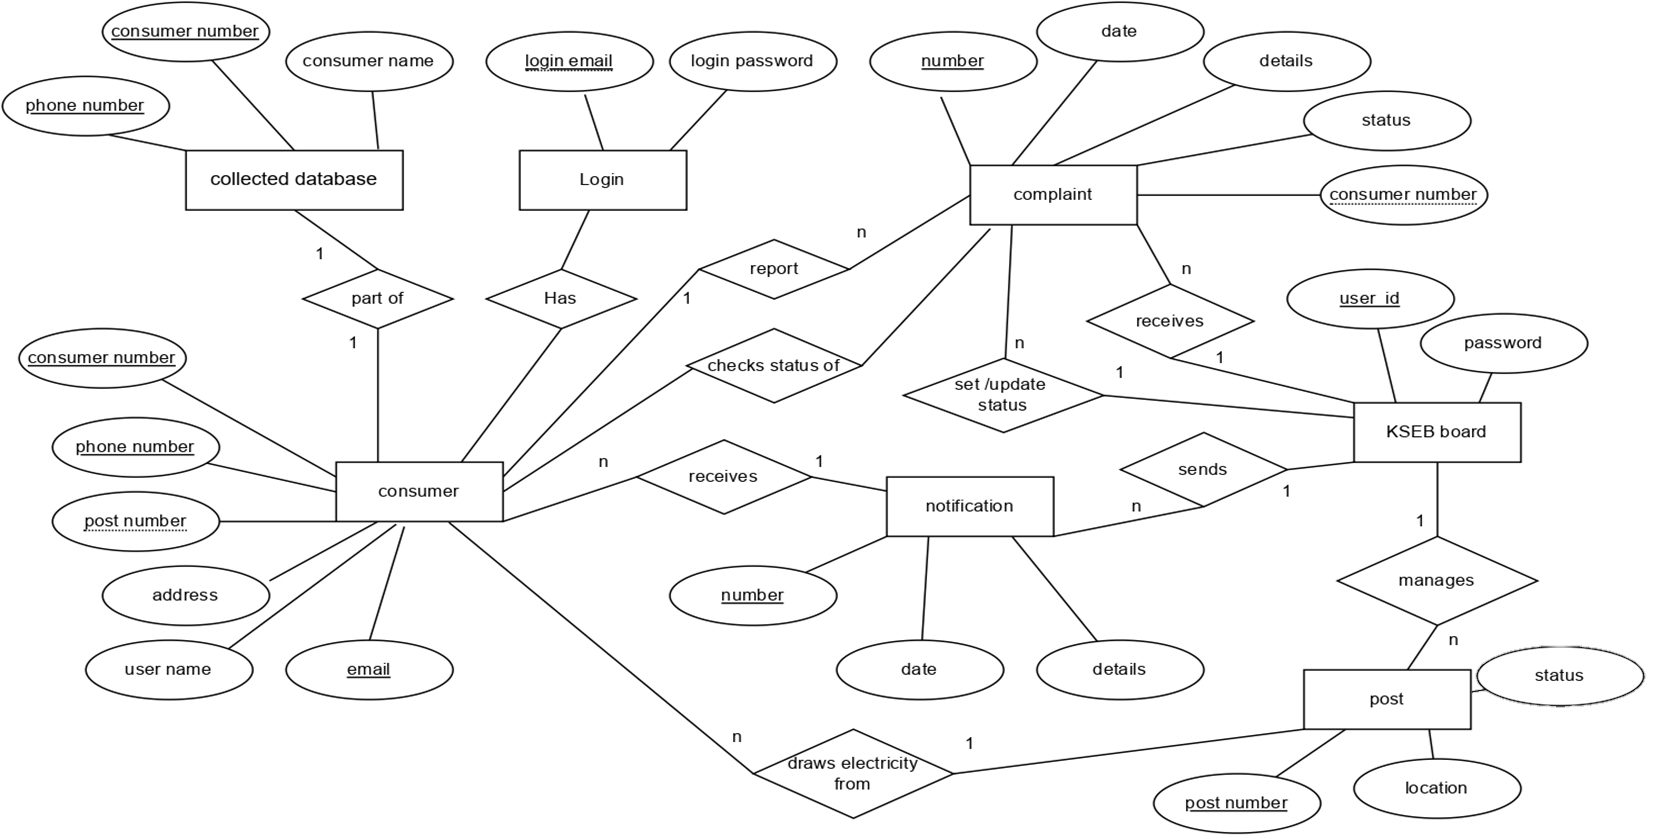 consumer number
date
consumer name
login email
login password
number
details
phone number
status
collected database
Login
complaint
consumer number
n
1
report
n
part of
Has
1
user_id
receives
1
n
password
1
consumer number
checks status of
1
set /update
status
KSEB board
phone number
n
receives
1
sends
consumer
1
notification
n
post number
1
address
number
manages
n
user name
email
date
details
status
post
n
1
draws electricity
from
location
post number